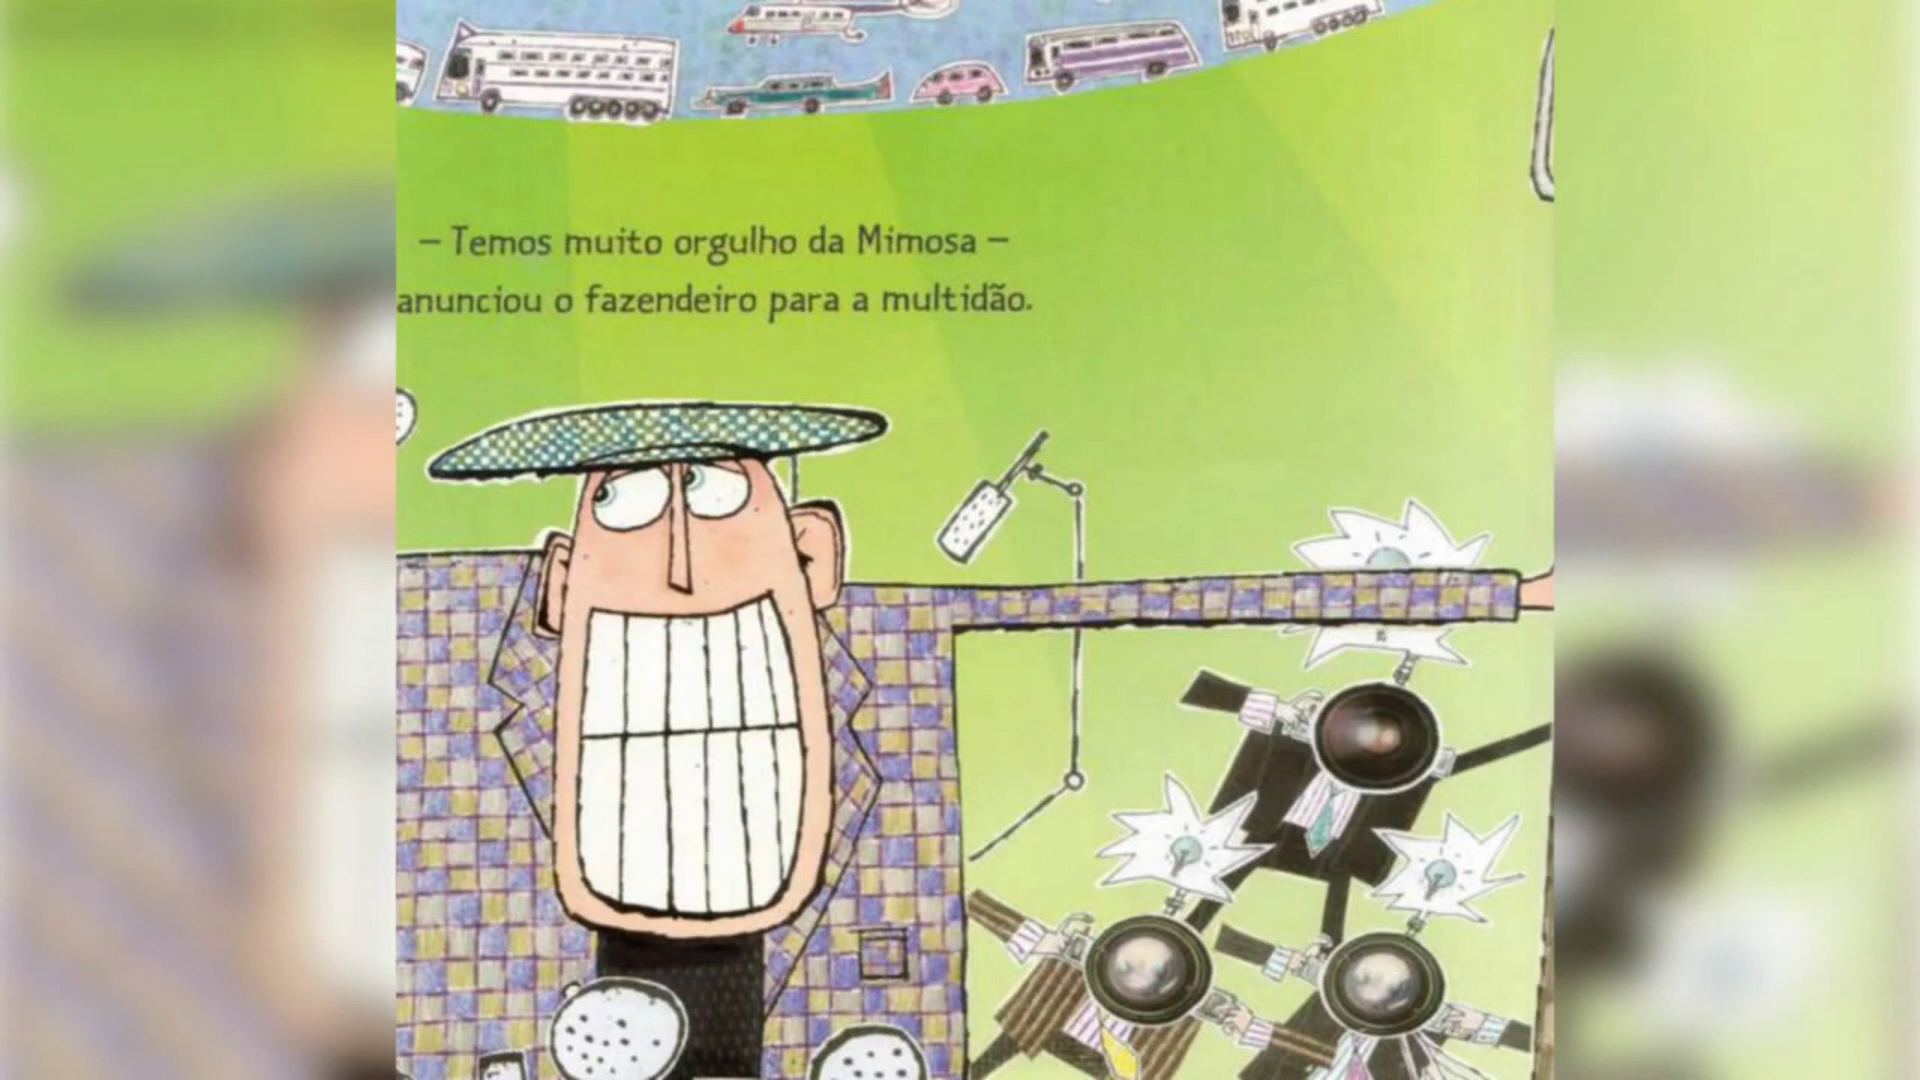 – Temos muito orgulho da Mimosa –
anunciou o fazendeiro para a multidão.